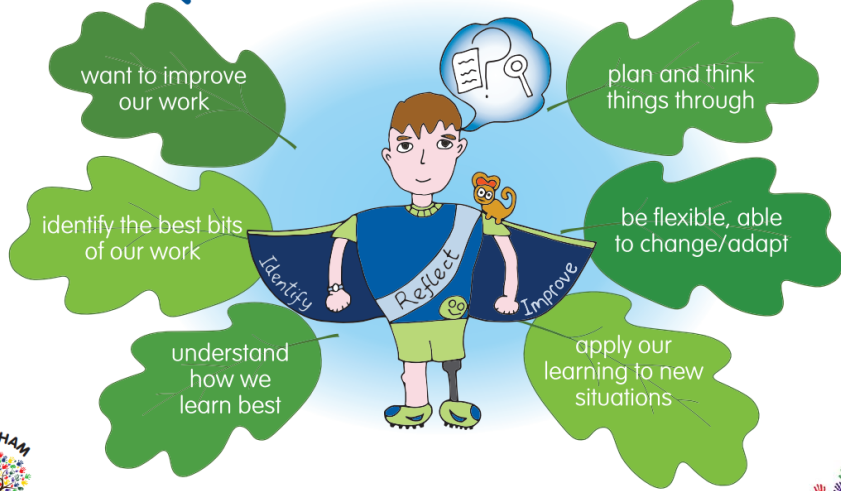 want to improve
our work
plan and think
things through
identify the best bits
of our work
be flexible, able
to change/adapt
Identify
Reflect
Improve
understand
how we
learn best
apply our
learning to new
situations
HAM